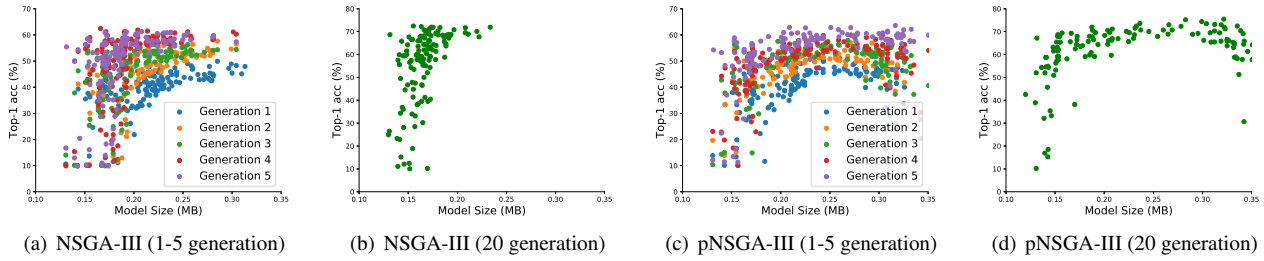 70
60
50
40
30
20
10
0
Top-1 acc (%)
Generation 1
Generation 2
Generation 3
Generation 4
Generation 5
0.10 0.15 0.20 0.25 0.30 0.35
Model Size (MB)
(a) NSGA-III (1-5 generation)
80
70
60
50
40
30
20
10
0
Top-1 acc (%)
0.10 0.15 0.20 0.25 0.30 0.35
Model Size (MB)
(b) NSGA-III (20 generation)
70
60
50
40
30
20
10
0
Top-1 acc (%)
Generation 1
Generation 2
Generation 3
Generation 4
Generation 5
0.10 0.15 0.20 0.25 0.30 0.35
Model Size (MB)
(c) pNSGA-III (1-5 generation)
80
70
60
50
40
30
20
10
0
Top-1 acc (%)
0.10 0.15 0.20 0.25 0.30 0.35
Model Size (MB)
(d) pNSGA-III (20 generation)